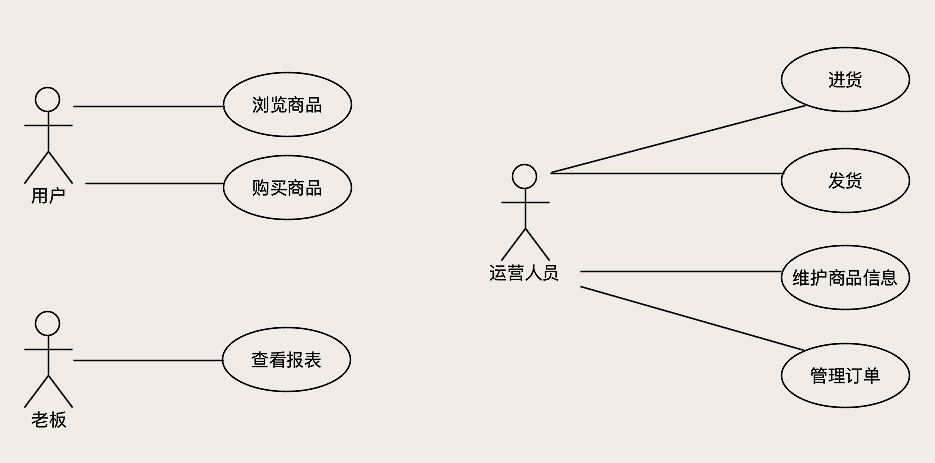 浏览商品
购买商品
用户
查看报表
老板
进货
发货
运营人员
维护商品信息
管理订单